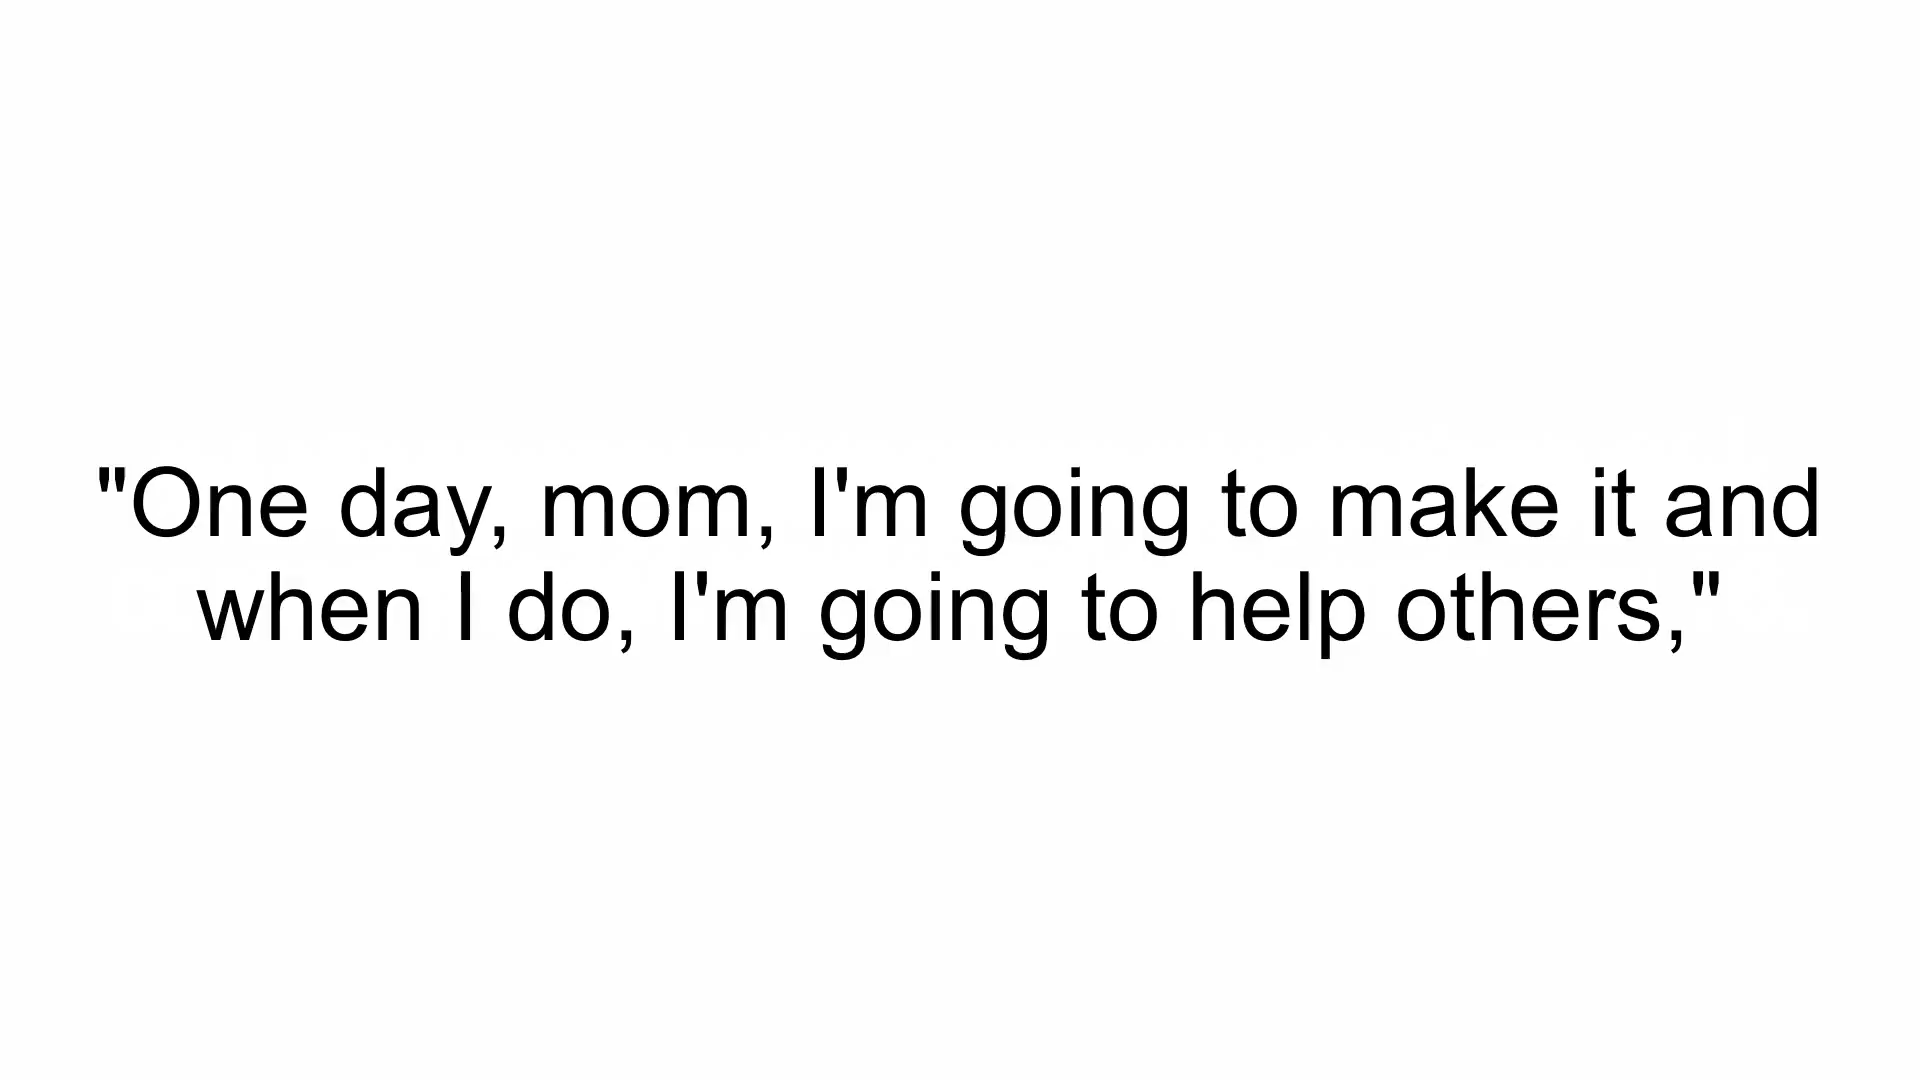 "One day, mom, I'm going to make it and
when I do, I'm going to help others,"